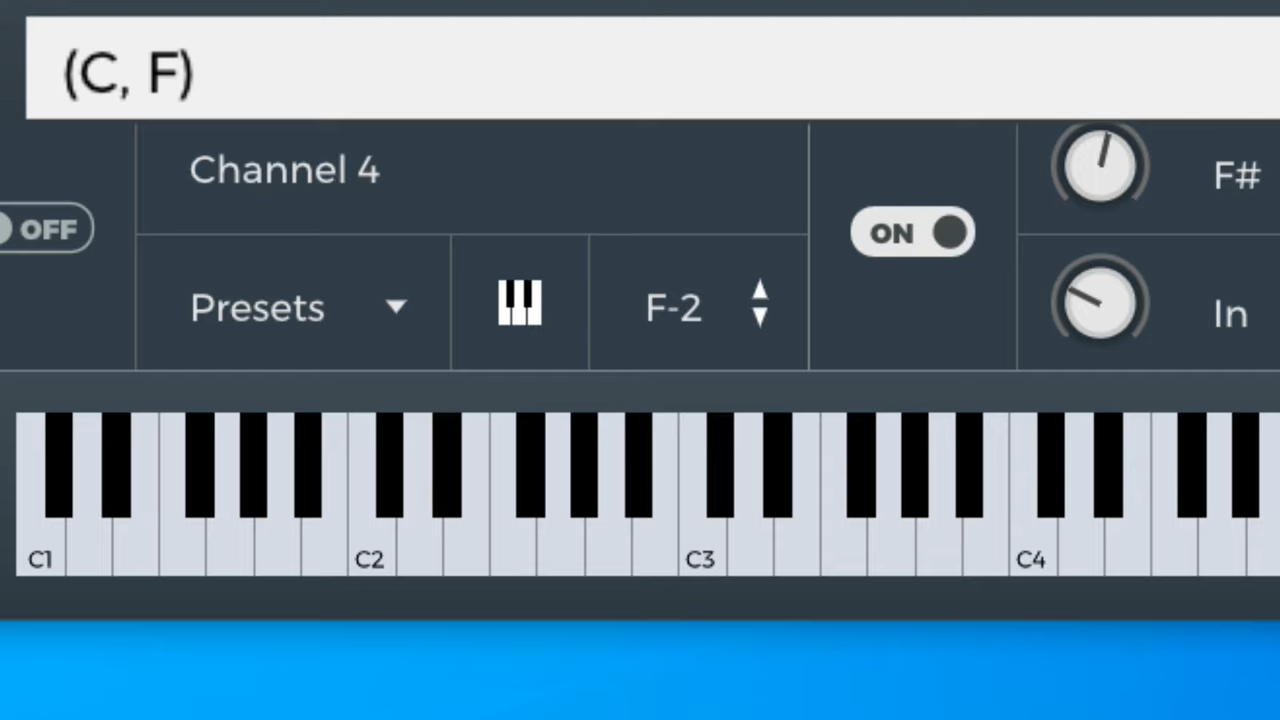 (C, F)
Channel 4
F#
OFF
ON
Presets
F-2
In
C1
C2
C3
C4